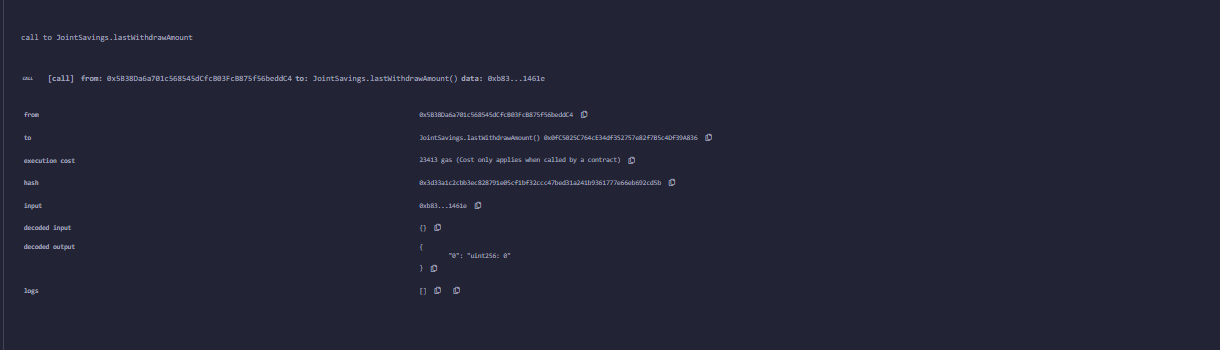 call to JointSavings.lastWithdrawAmount
CALL [call] from: 0x5B38Da6a701c568545dCfcB03FcB875f56beddC4 to: JointSavings.lastWithdrawAmount() data: 0xb83...1461e
from 0x5B38Da6a701c568545dCfcB03FcB875f56beddC4
to JointSavings.lastWithdrawAmount() 0x0fC5025C764cE34df352757e82f7B5c4Df39A836
execution cost 23413 gas (Cost only applies when called by a contract)
hash 0x3d33a1c2cbb3ec828791e05cf1bf32ccc47bed31a241b9361777e66eb692cd5b
input 0xb83...1461e
decoded input {}
decoded output {
"0": "uint256: 0"
}
logs []